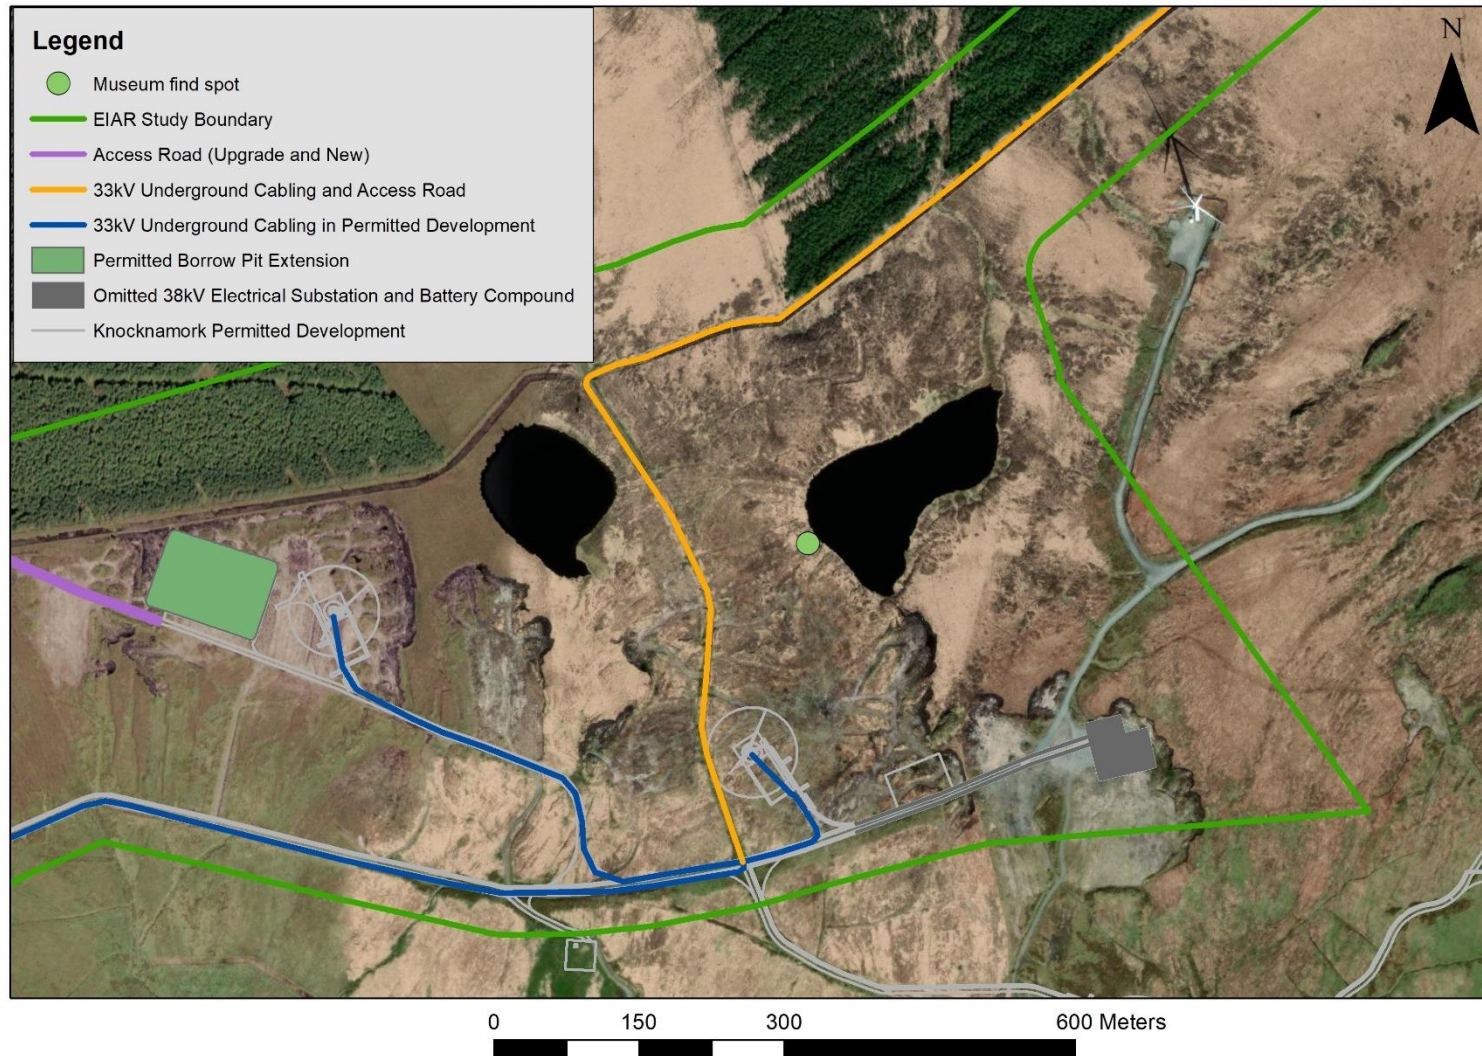 Legend
Museum find spot
EIAR Study Boundary
Access Road (Upgrade and New)
33kV Underground Cabling and Access Road
33kV Underground Cabling in Permitted Development
Permitted Borrow Pit Extension
Omitted 38kV Electrical Substation and Battery Compound
Knocknamork Permitted Development
N
0 150 300 600 Meters